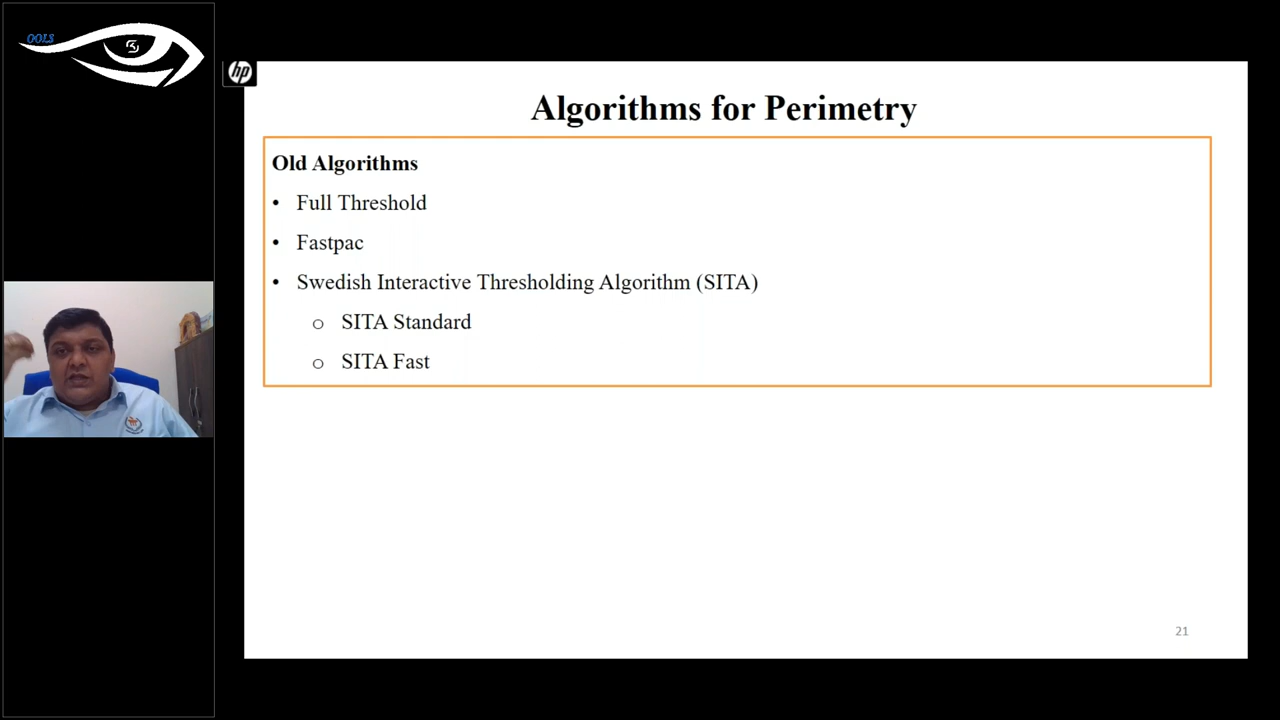 OOLS
hp
Algorithms for Perimetry
Old Algorithms
• Full Threshold
• Fastpac
• Swedish Interactive Thresholding Algorithm (SITA)
o SITA Standard
o SITA Fast
21